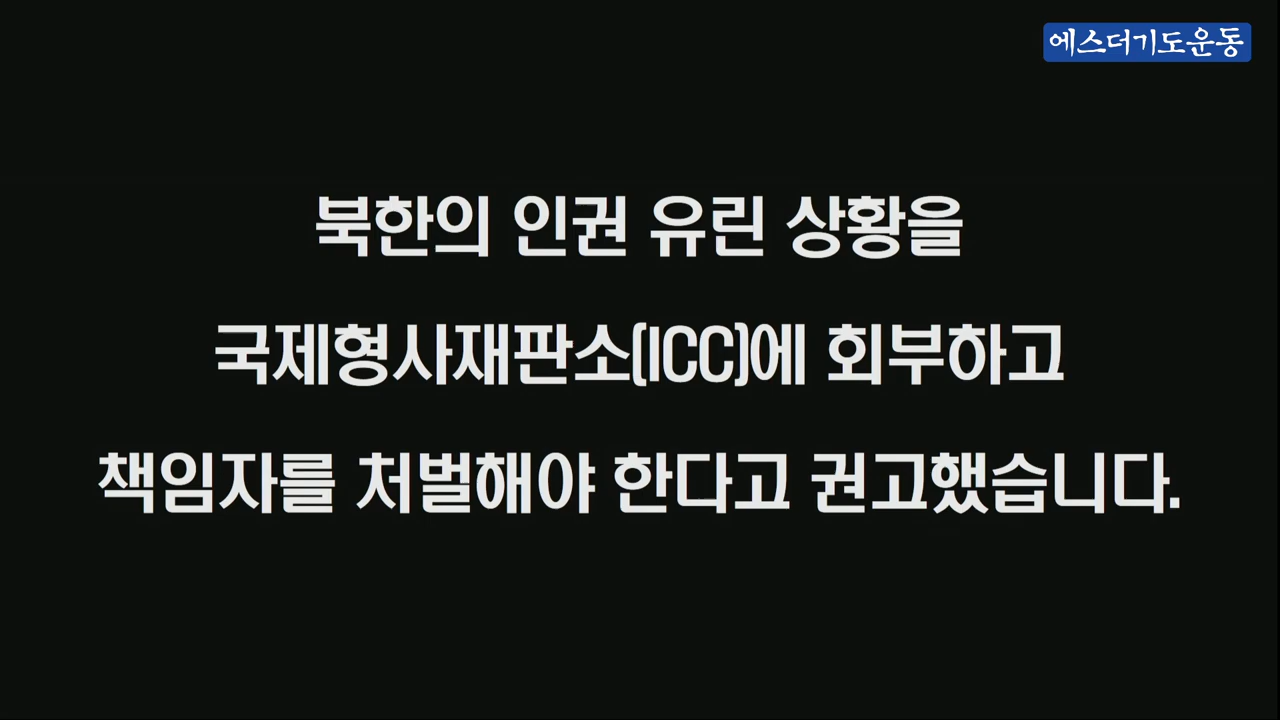 에스더기도운동
북한의 인권 유린 상황을
국제형사재판소(ICC)에 회부하고
책임자를 처벌해야 한다고 권고했습니다.